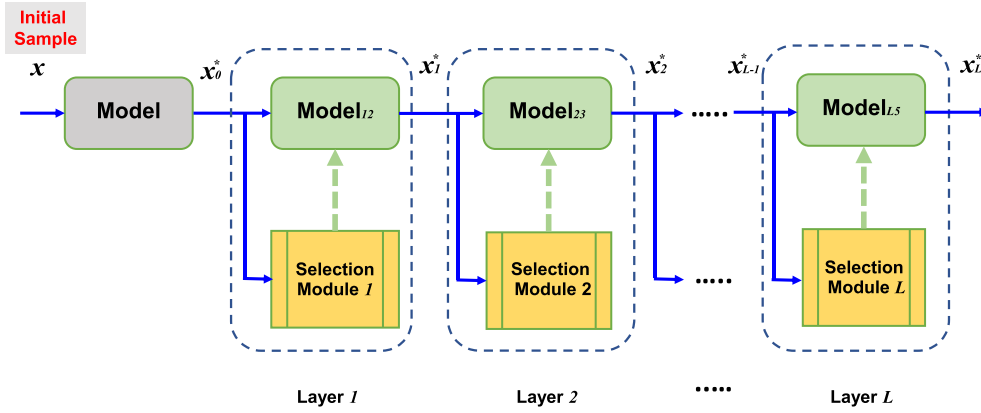 Initial
Sample
x
x*0
x*1
x*2
x*L-1
x*L
Model
Model12
Model23
......
ModelL5
Selection
Module 1
Selection
Module 2
......
Selection
Module L
Layer 1
Layer 2
......
Layer L